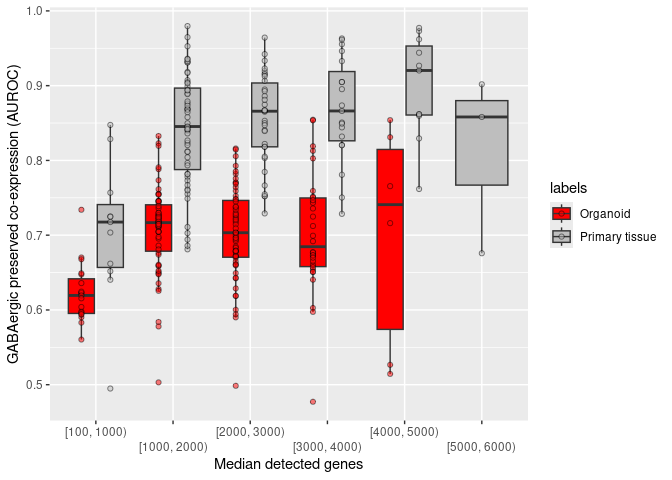 GABAergic preserved co-expression (AUROC)
1.0
0.9
0.8
0.7
0.6
0.5
[100, 1000)
[1000, 2000)
[2000, 3000)
[3000, 4000)
[4000, 5000)
[5000, 6000)
Median detected genes
labels
Organoid
Primary tissue